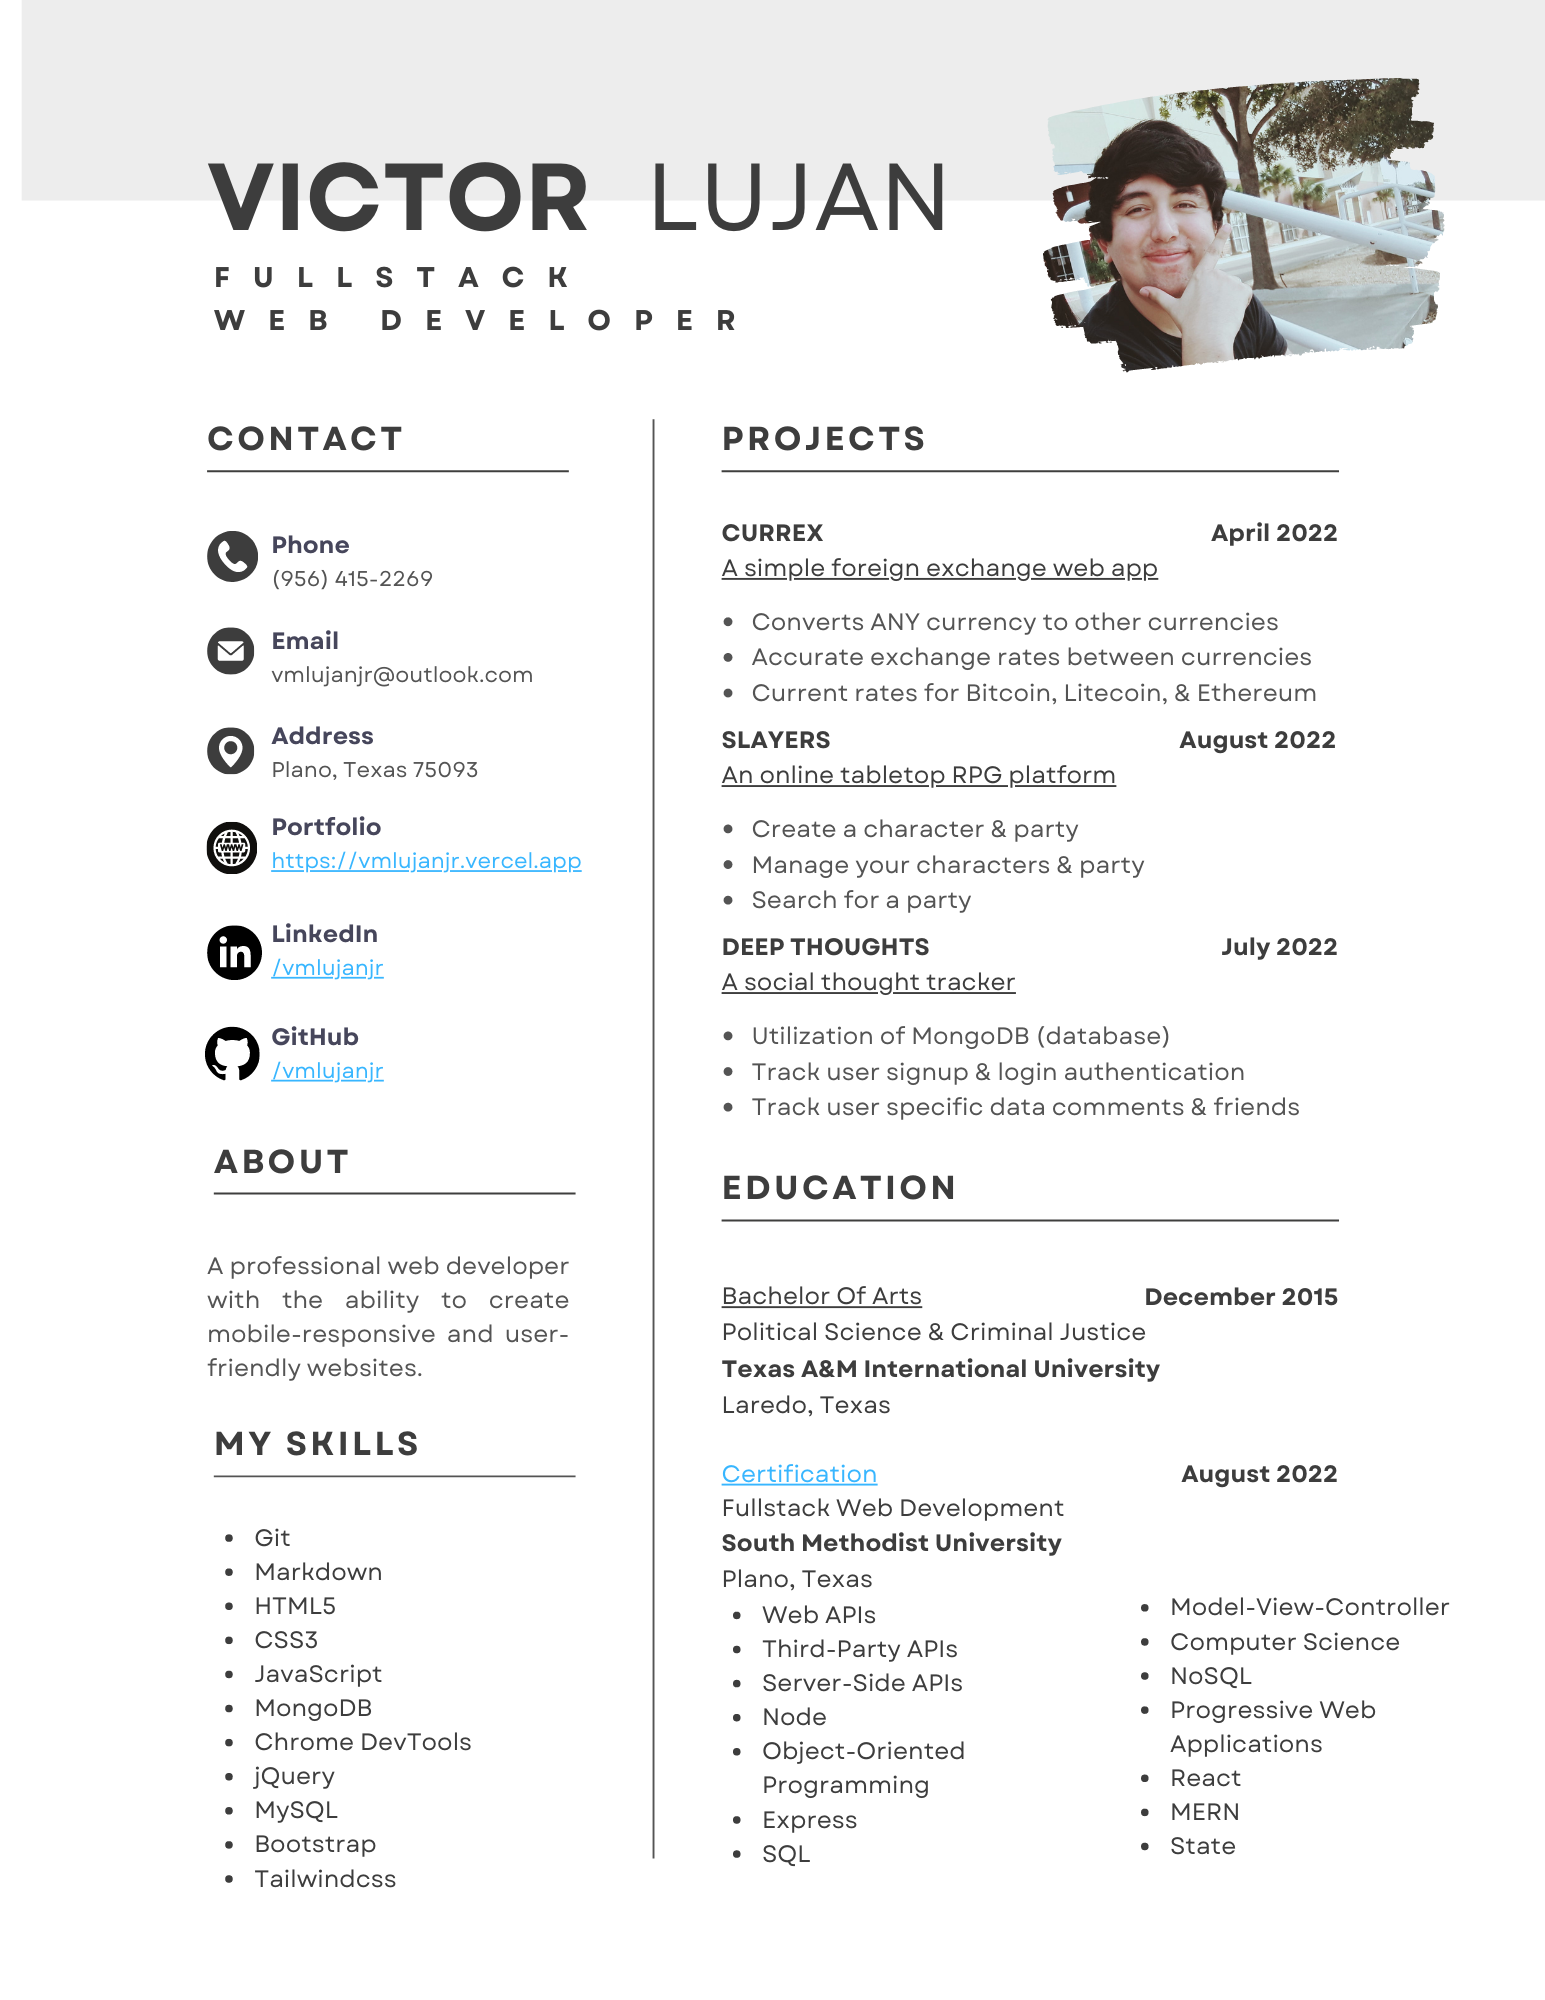 VICTOR LUJAN
FULLSTACK
WEB DEVELOPER
CONTACT
Phone
(956) 415-2269
Email
vmlujanjr@outlook.com
Address
Plano, Texas 75093
Portfolio
WWW
https://vmlujanjr.vercel.app
in
LinkedIn
/vmlujanjr
GitHub
/vmlujanjr
ABOUT
A professional web developer
with the ability to create
mobile-responsive and user-
friendly websites.
MY SKILLS
• Git
• Markdown
• HTML5
• CSS3
• JavaScript
• MongoDB
• Chrome DevTools
• jQuery
• MySQL
• Bootstrap
• Tailwindcss
PROJECTS
CURREX April 2022
A simple foreign exchange web app
• Converts ANY currency to other currencies
• Accurate exchange rates between currencies
• Current rates for Bitcoin, Litecoin, & Ethereum
SLAYERS August 2022
An online tabletop RPG platform
• Create a character & party
• Manage your characters & party
• Search for a party
DEEP THOUGHTS July 2022
A social thought tracker
• Utilization of MongoDB (database)
• Track user signup & login authentication
• Track user specific data comments & friends
EDUCATION
Bachelor Of Arts December 2015
Political Science & Criminal Justice
Texas A&M International University
Laredo, Texas
Certification August 2022
Fullstack Web Development
South Methodist University
Plano, Texas
• Web APIs
• Third-Party APIs
• Server-Side APIs
• Node
• Object-Oriented
Programming
• Express
• SQL
• Model-View-Controller
• Computer Science
• NoSQL
• Progressive Web
Applications
• React
• MERN
• State